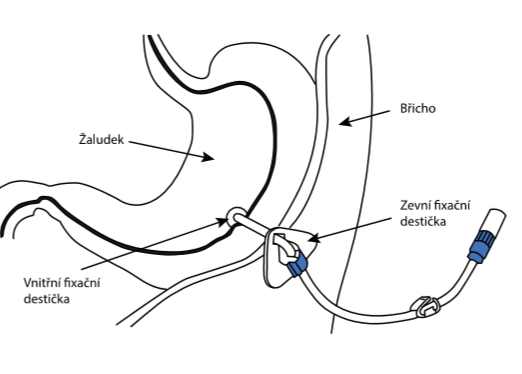 Žaludek
Břicho
Zevní fixační
destička
Vnitřní fixační
destička